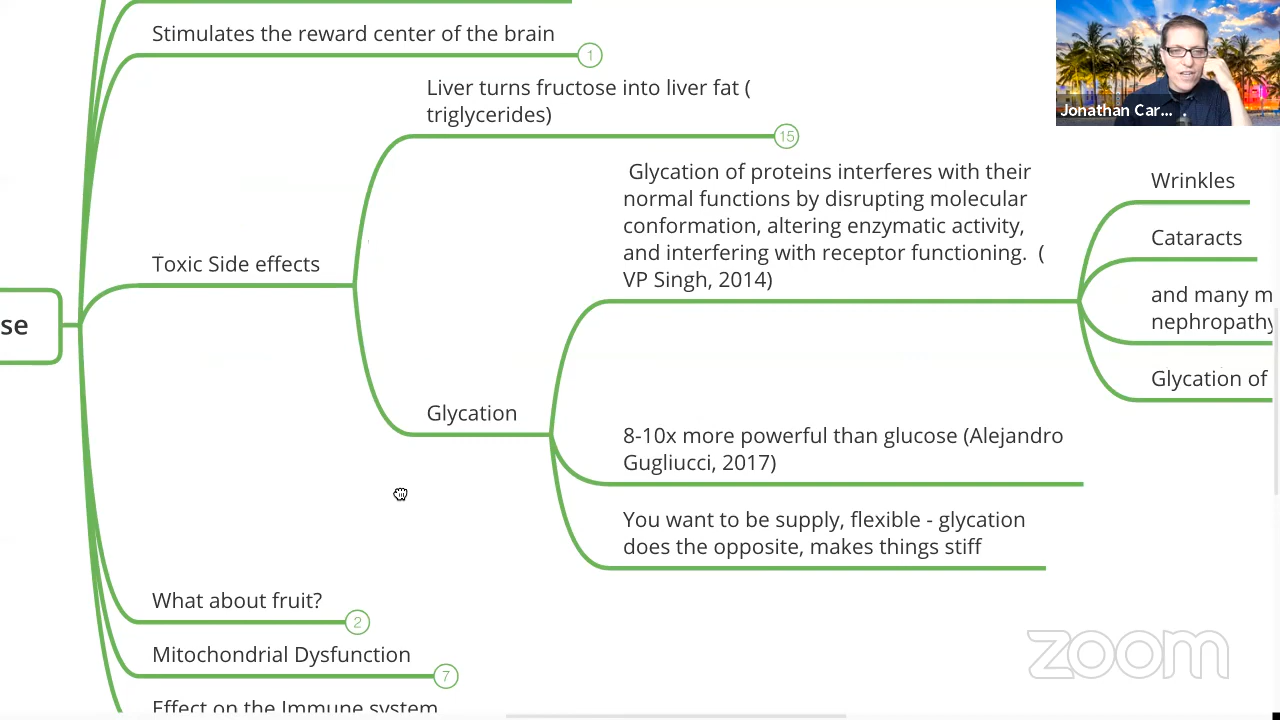 Stimulates the reward center of the brain
1
Liver turns fructose into liver fat (
triglycerides)
15
Jonathan Car...
Glycation of proteins interferes with their
normal functions by disrupting molecular
conformation, altering enzymatic activity,
and interfering with receptor functioning. (
VP Singh, 2014)
Wrinkles
Cataracts
and many m
nephropathy
Glycation of
Toxic Side effects
se
Glycation
8-10x more powerful than glucose (Alejandro
Gugliucci, 2017)
You want to be supply, flexible - glycation
does the opposite, makes things stiff
What about fruit?
2
Mitochondrial Dysfunction
7
Effect on the Immune system
zoom